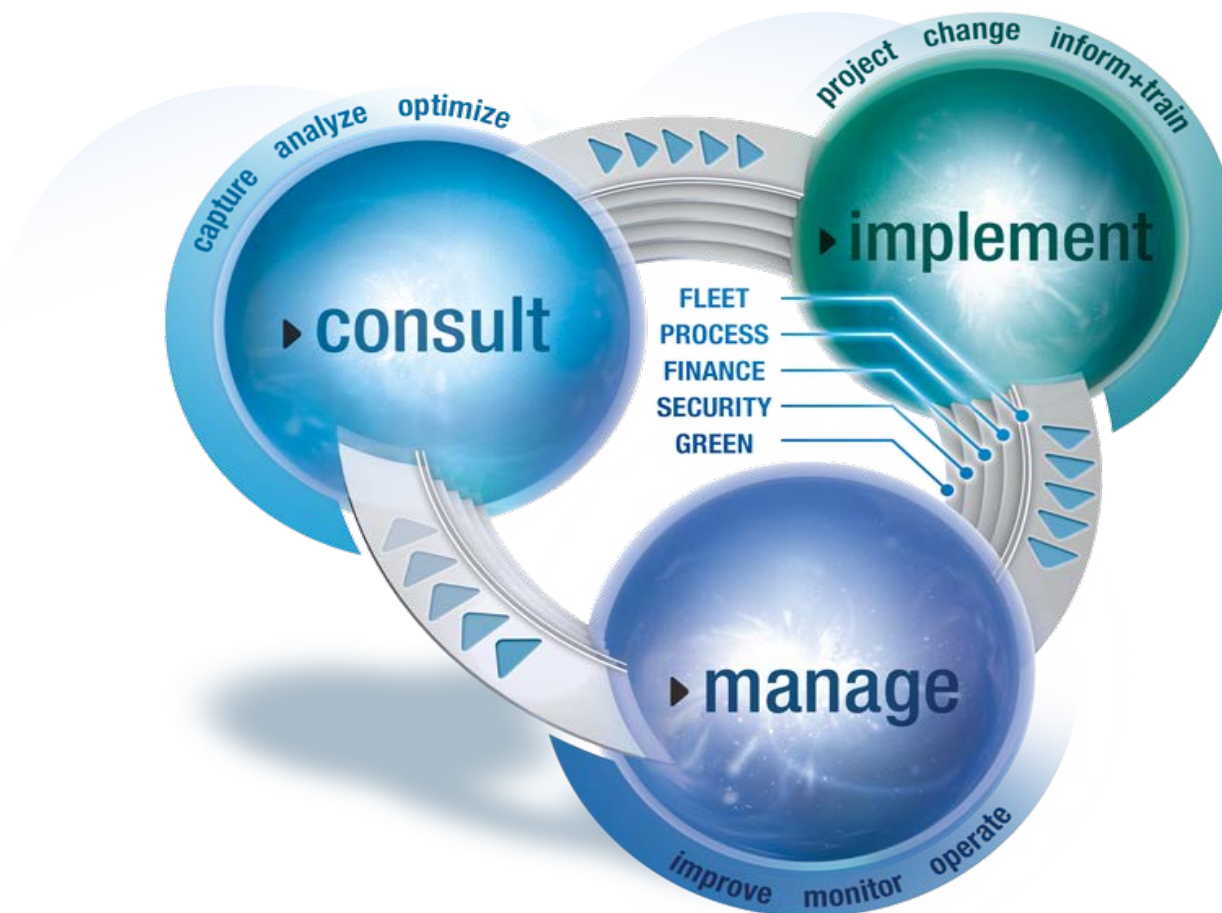 capture analyze optimize
consult
project change inform+train
implement
FLEET
PROCESS
FINANCE
SECURITY
GREEN
manage
improve monitor operate